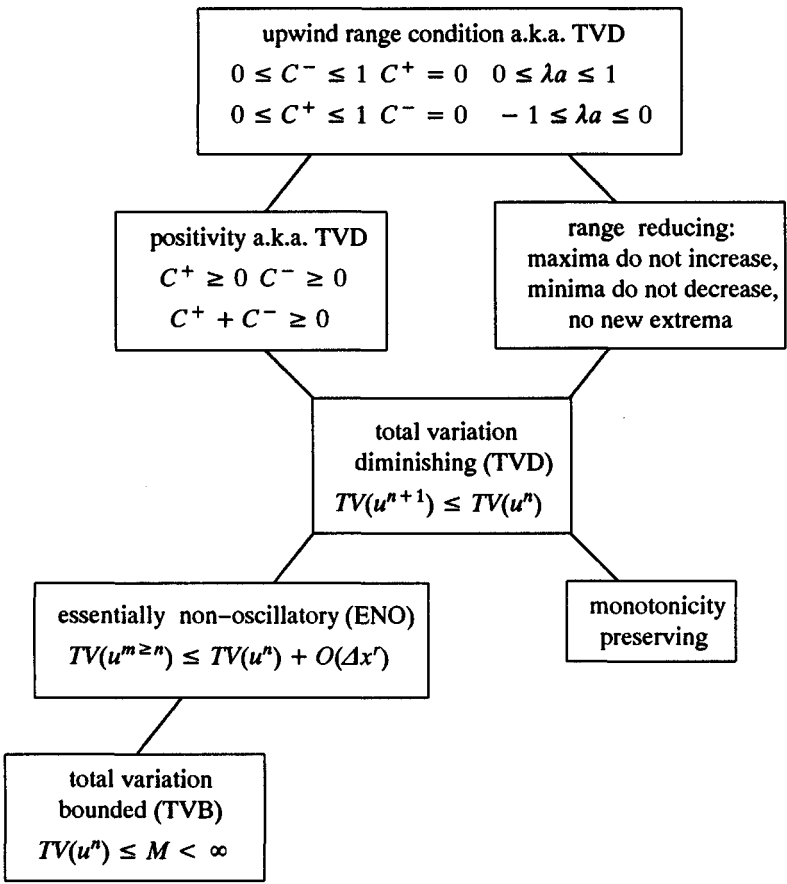 upwind range condition a.k.a. TVD
0 ≤ C⁻ ≤ 1 C⁺ = 0 0 ≤ λa ≤ 1
0 ≤ C⁺ ≤ 1 C⁻ = 0 − 1 ≤ λa ≤ 0
positivity a.k.a. TVD
C⁺ ≥ 0 C⁻ ≥ 0
C⁺ + C⁻ ≥ 0
range reducing:
maxima do not increase,
minima do not decrease,
no new extrema
total variation
diminishing (TVD)
TV(uⁿ⁺¹) ≤ TV(uⁿ)
essentially non-oscillatory (ENO)
TV(u^{m ≥ n}) ≤ TV(uⁿ) + O(Δxʳ)
monotonicity
preserving
total variation
bounded (TVB)
TV(uⁿ) ≤ M < ∞